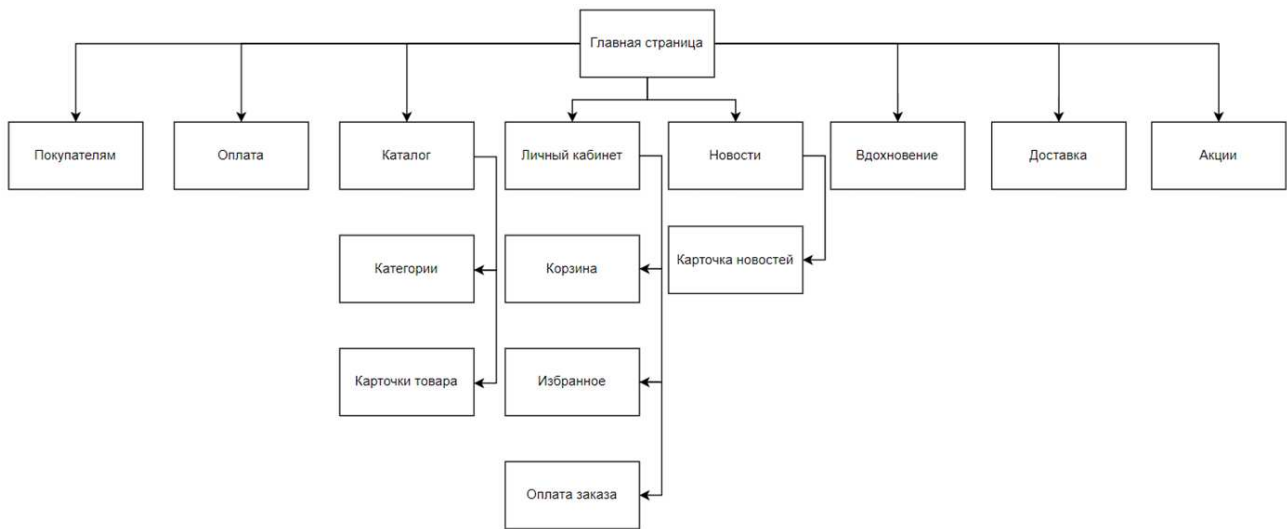 Главная страница
Покупателям
Оплата
Каталог
Личный кабинет
Новости
Вдохновение
Доставка
Акции
Категории
Корзина
Карточка новостей
Карточки товара
Избранное
Оплата заказа